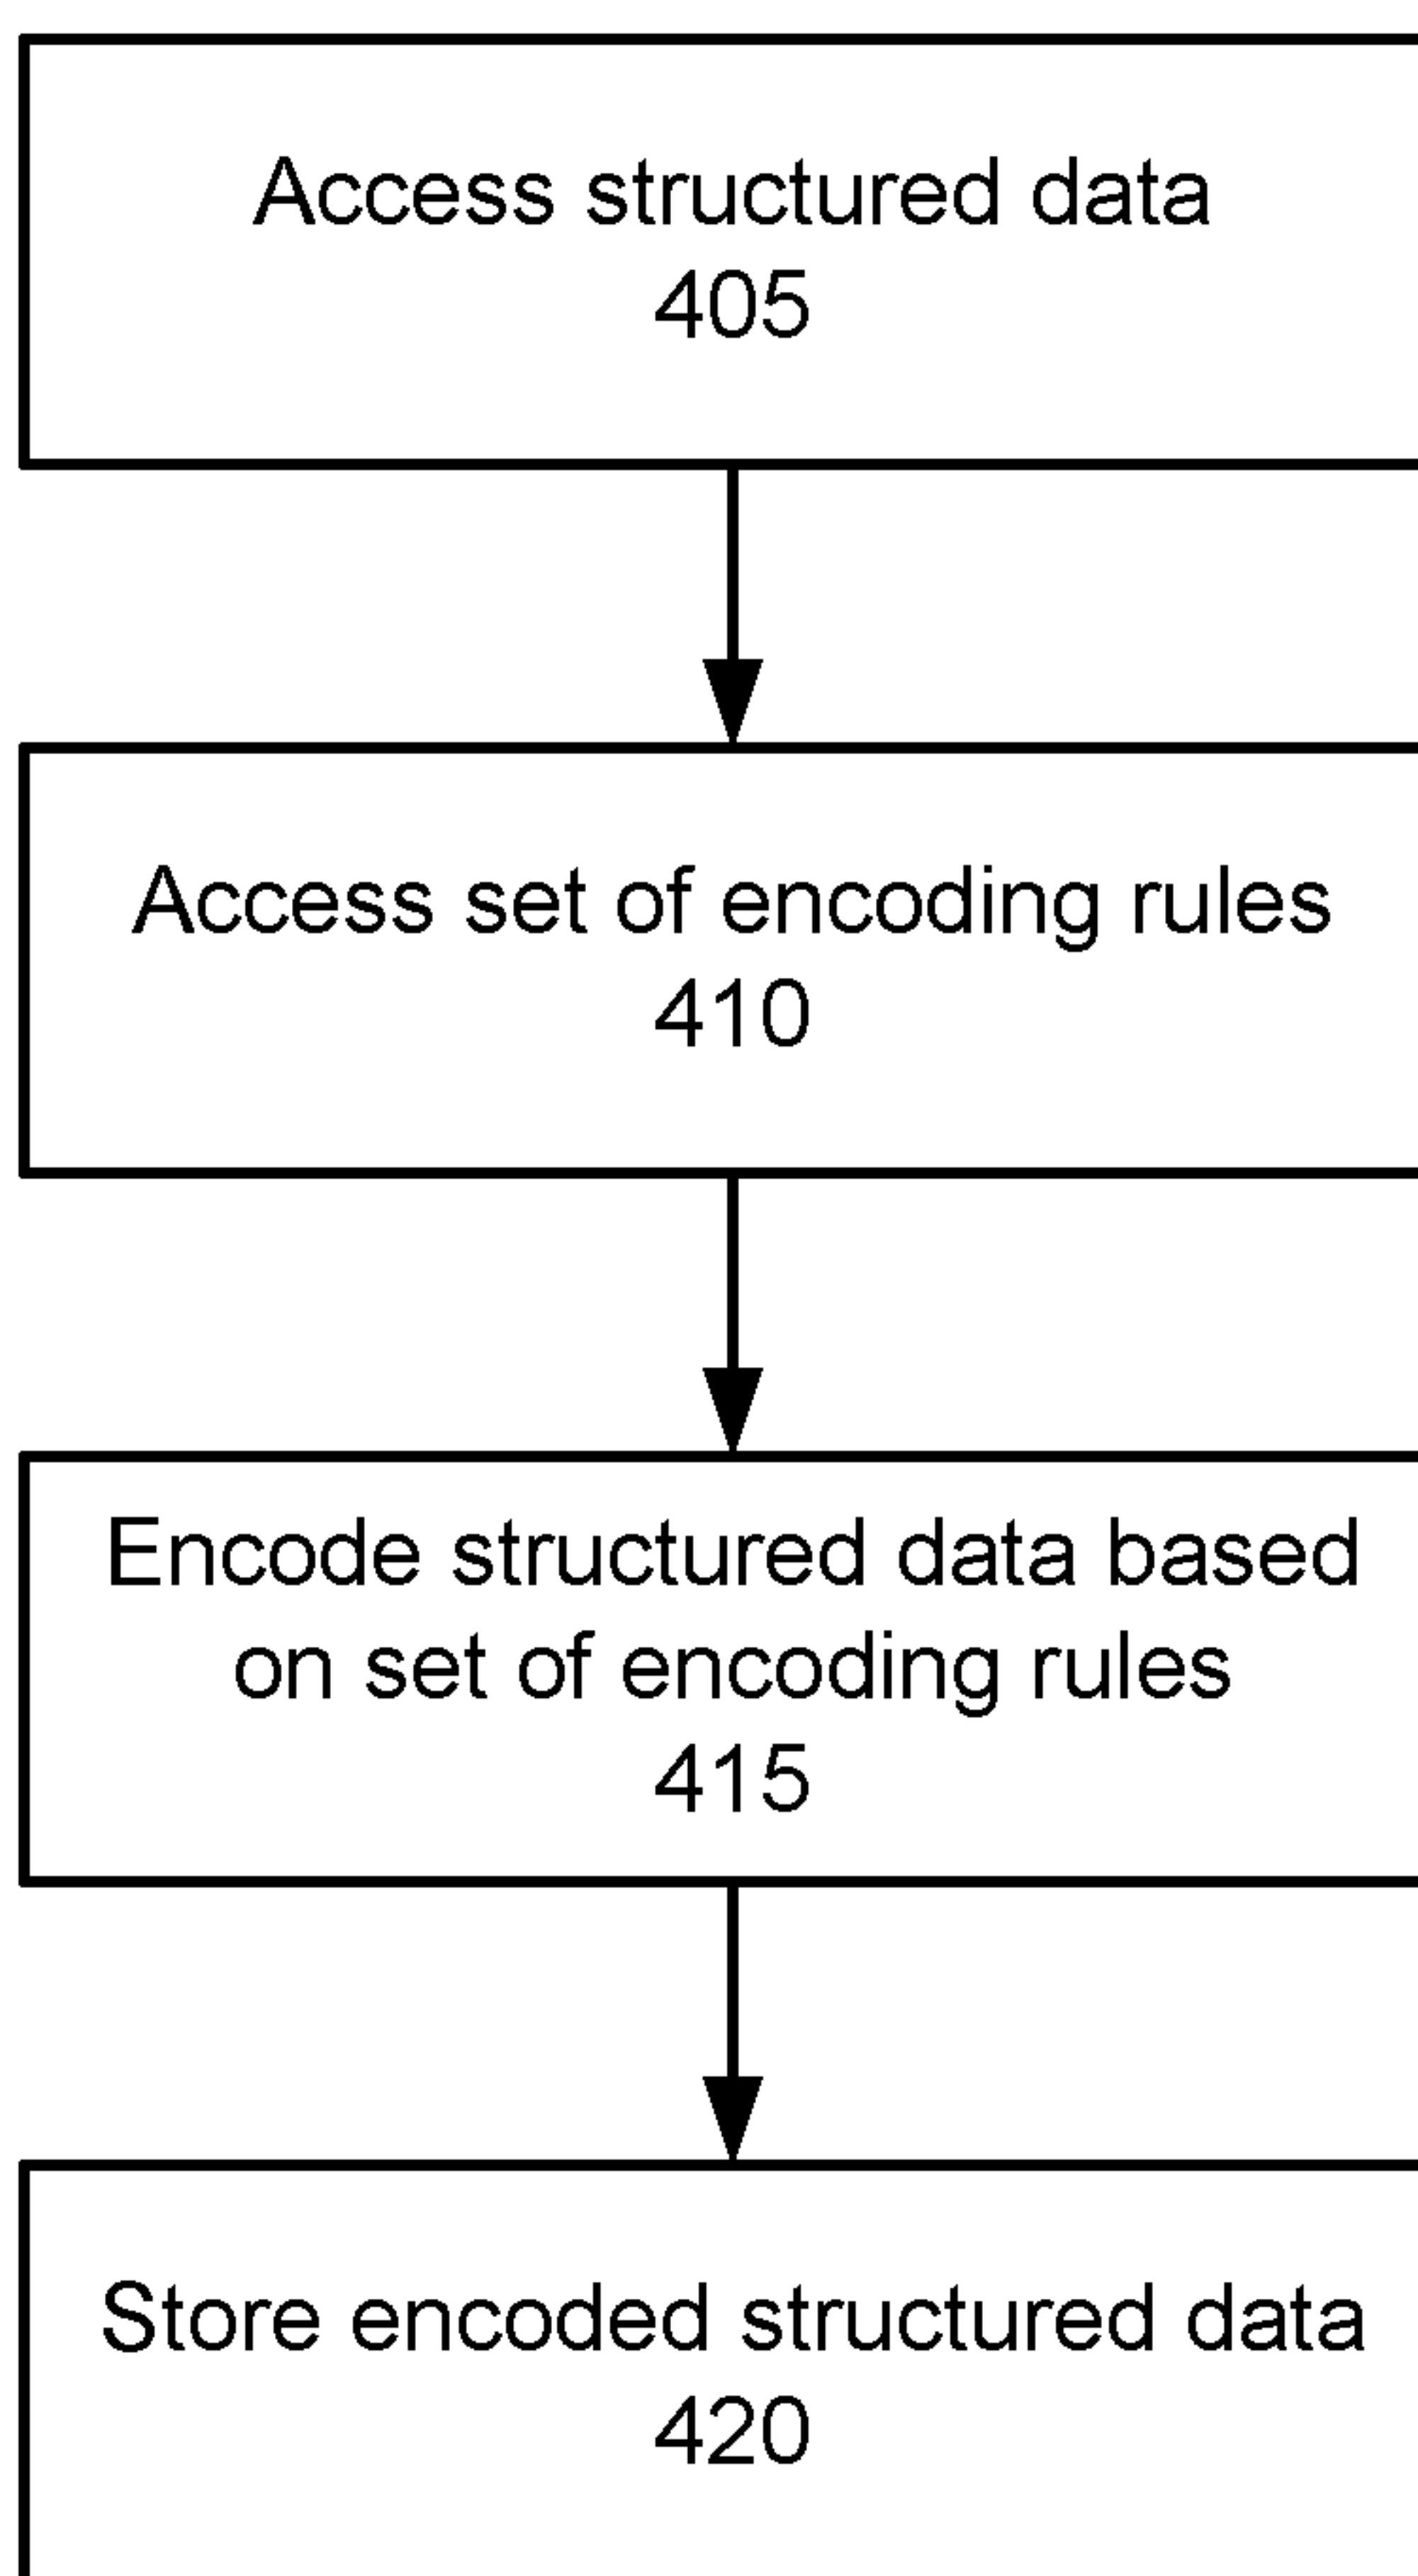 Access structured data
405
Access set of encoding rules
410
Encode structured data based
on set of encoding rules
415
Store encoded structured data
420